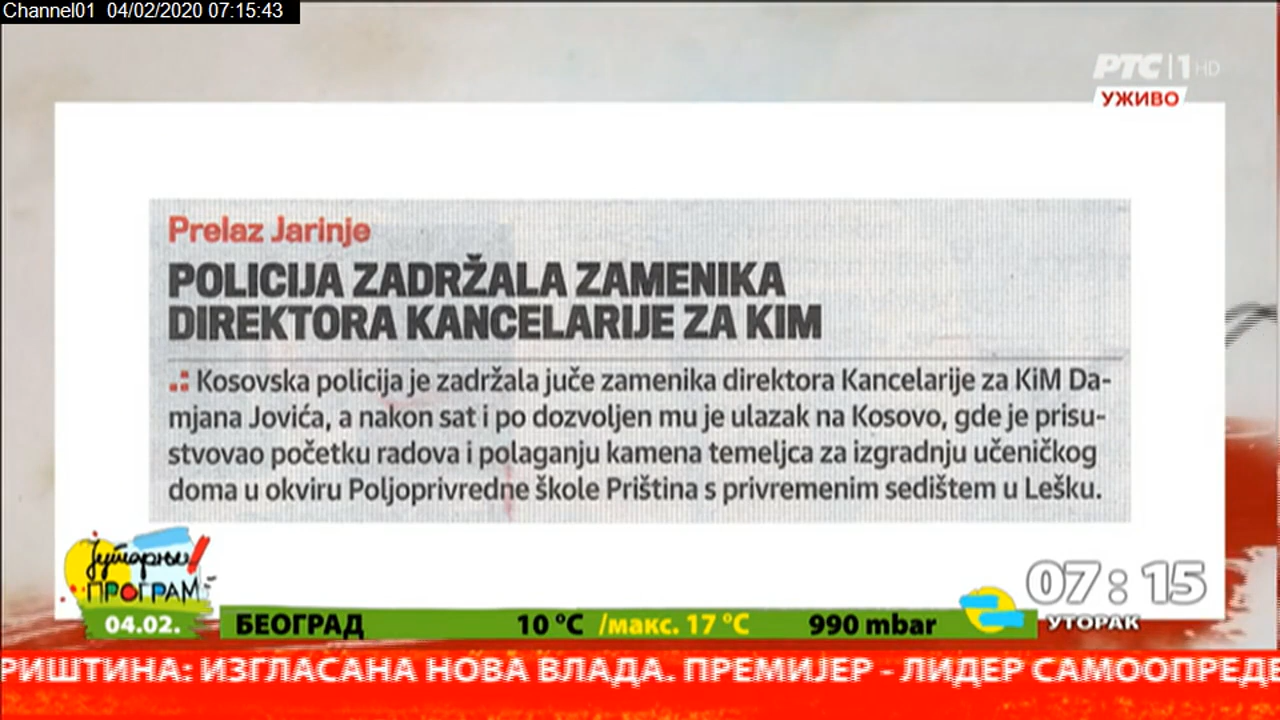 Channel01 04/02/2020 07:15:43
РТС|1 HD
УЖИВО
Prelaz Jarinje
POLICIJA ZADRŽALA ZAMENIKA
DIREKTORA KANCELARIJE ZA KIM
Kosovska policija je zadržala juče zamenika direktora Kancelarije za KiM Da-
mjana Jovića, a nakon sat i po dozvoljen mu je ulazak na Kosovo, gde je prisu-
stvovao početku radova i polaganju kamena temeljca za izgradnju učeničkog
doma u okviru Poljoprivredne škole Priština s privremenim sedištem u Lešku.
Јутарњи
ПРОГРАМ
04.02.
БЕОГРАД 10 °C /макс. 17 °C 990 mbar
07:15
УТОРАК
РИШТИНА: ИЗГЛАСАНА НОВА ВЛАДА. ПРЕМИЈЕР - ЛИДЕР САМООПРЕДЕ